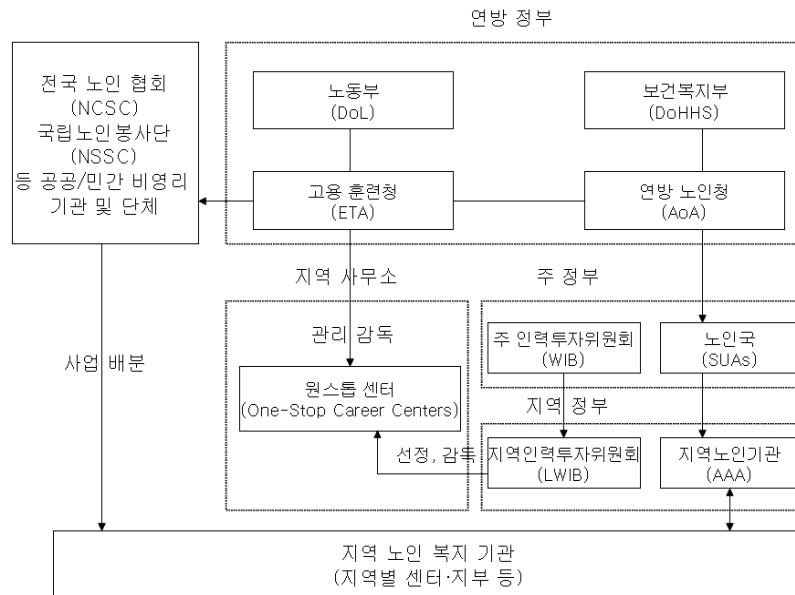 연방 정부
전국 노인 협회
(NCSC)
국립노인봉사단
(NSSC)
등 공공/민간 비영리
기관 및 단체
노동부
(DoL)
보건복지부
(DoHHS)
고용 훈련청
(ETA)
연방 노인청
(AoA)
지역 사무소
주 정부
관리 감독
주 인력투자위원회
(WIB)
노인국
(SUAs)
사업 배분
원스톱 센터
(One-Stop Career Centers)
지역 정부
선정, 감독
지역인력투자위원회
(LWIB)
지역노인기관
(AAA)
지역 노인 복지 기관
(지역별 센터·지부 등)